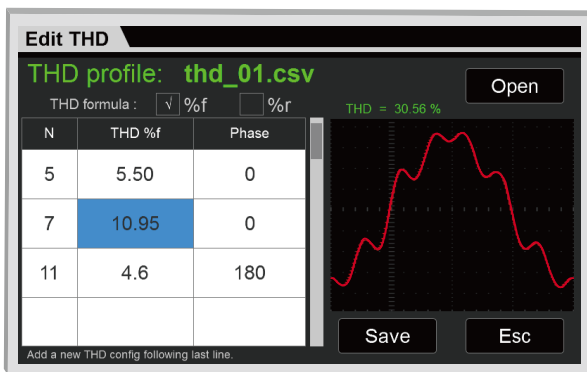 Edit THD
THD profile: thd_01.csv
Open
THD formula : √ %f %r
THD = 30.56 %
N THD %f Phase
5 5.50 0
7 10.95 0
11 4.6 180
Save Esc
Add a new THD config following last line.